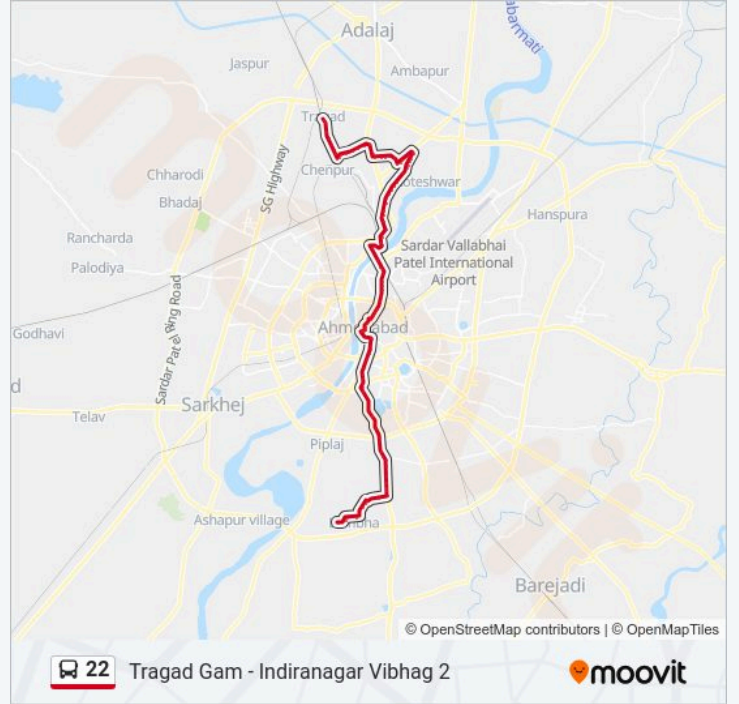 abarmati
Adalaj
Jaspur
Ambapur
Tragad
SG Highway
Chenpur
oteshwar
Chharodi
Bhadaj
Hanspura
Rancharda
Palodiya
Sardar Vallabhai
Patel International
Airport
Sardar Patel Ring Road
Godhavi
Ahmedabad
d
Sarkhej
Telav
Piplaj
Ashapur village
Barejadi
© OpenStreetMap contributors | © OpenMapTiles
22 Tragad Gam - Indiranagar Vibhag 2 moovit